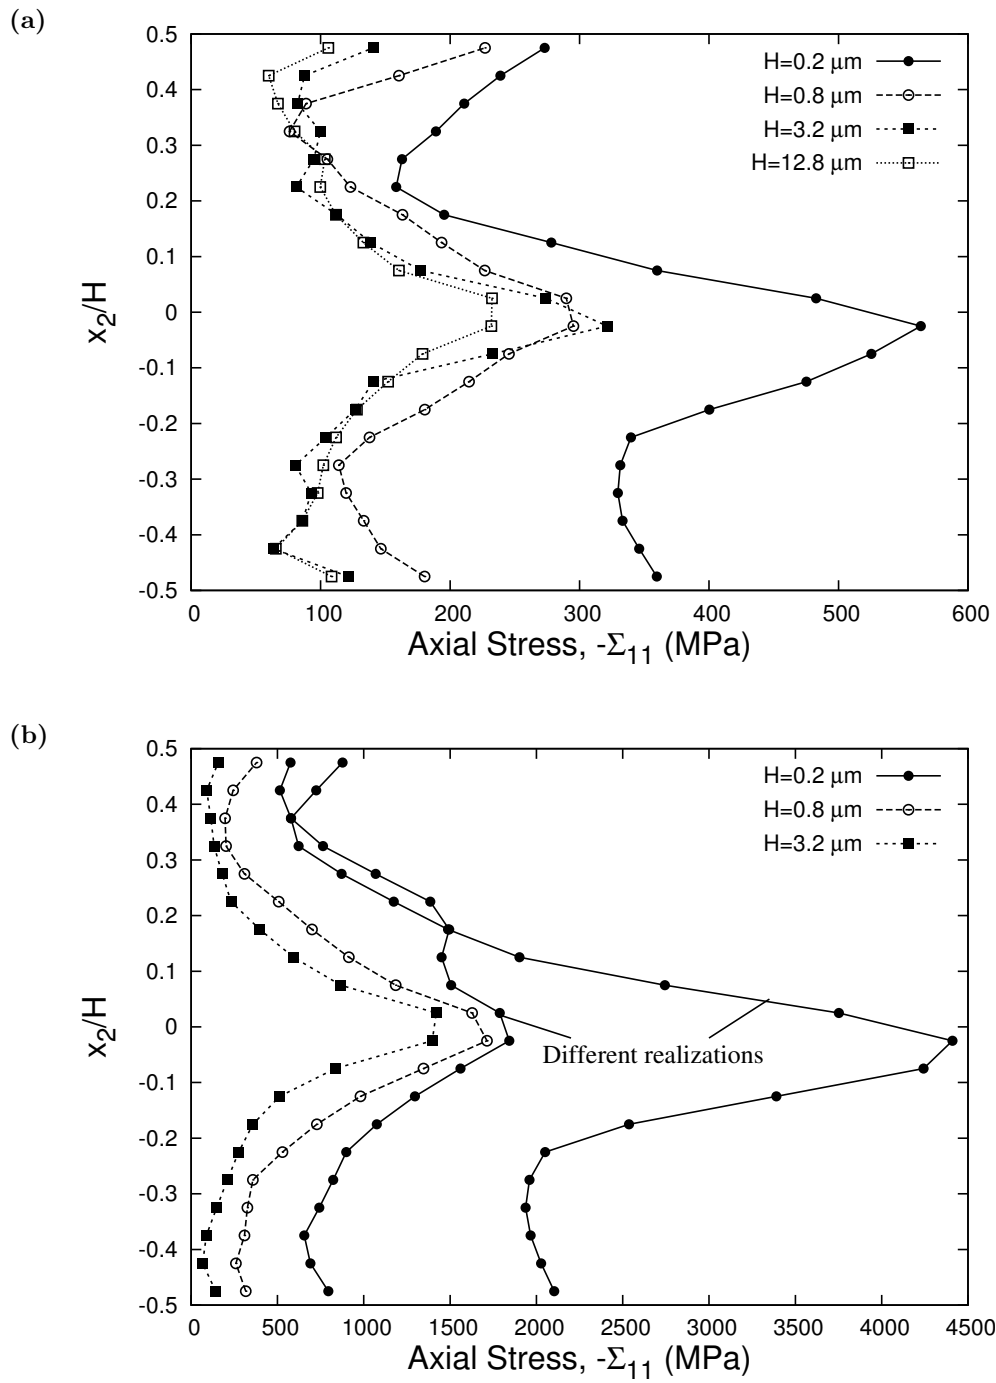 (a)
0.5
0.4
0.3
0.2
0.1
0
-0.1
-0.2
-0.3
-0.4
-0.5
x2/H
H=0.2 μm
H=0.8 μm
H=3.2 μm
H=12.8 μm
0 100 200 300 400 500 600
Axial Stress, -Σ11 (MPa)
(b)
0.5
0.4
0.3
0.2
0.1
0
-0.1
-0.2
-0.3
-0.4
-0.5
x2/H
H=0.2 μm
H=0.8 μm
H=3.2 μm
Different realizations
0 500 1000 1500 2000 2500 3000 3500 4000 4500
Axial Stress, -Σ11 (MPa)